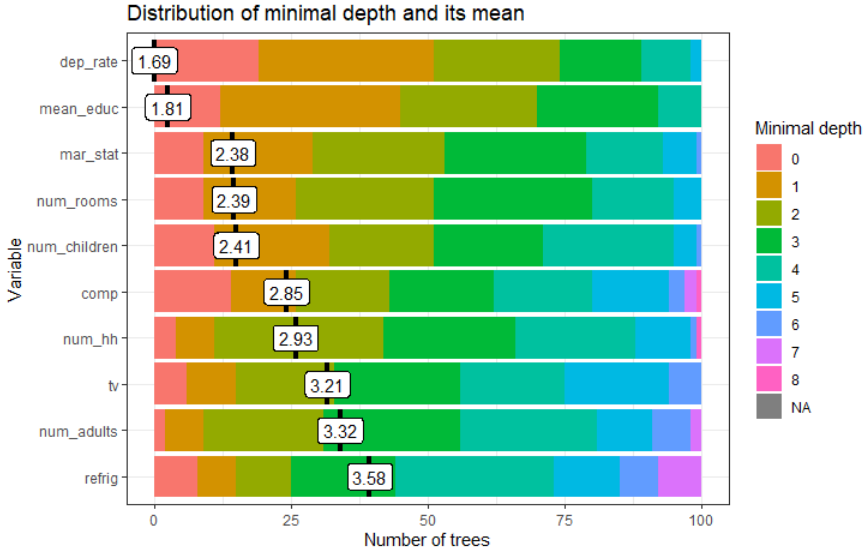 Distribution of minimal depth and its mean
Variable
dep_rate
1.69
mean_educ
1.81
mar_stat
2.38
num_rooms
2.39
num_children
2.41
comp
2.85
num_hh
2.93
tv
3.21
num_adults
3.32
refrig
3.58
0
25
50
75
100
Number of trees
Minimal depth
0
1
2
3
4
5
6
7
8
NA